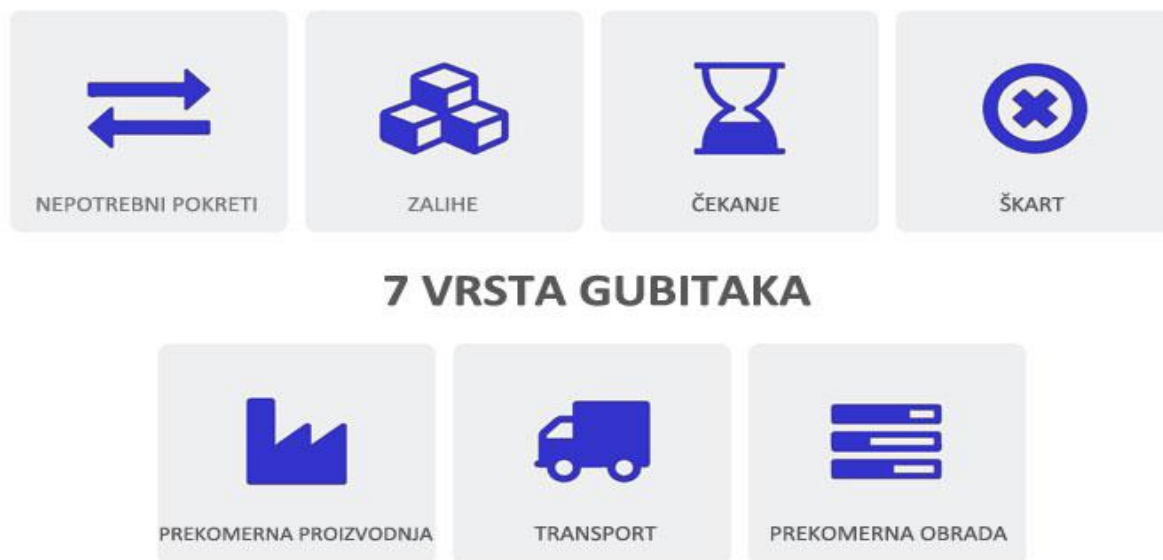 NEPOTREBNI POKRETI
ZALIHE
ČEKANJE
ŠKART
7 VRSTA GUBITAKA
PREKOMERNA PROIZVODNJA
TRANSPORT
PREKOMERNA OBRADA